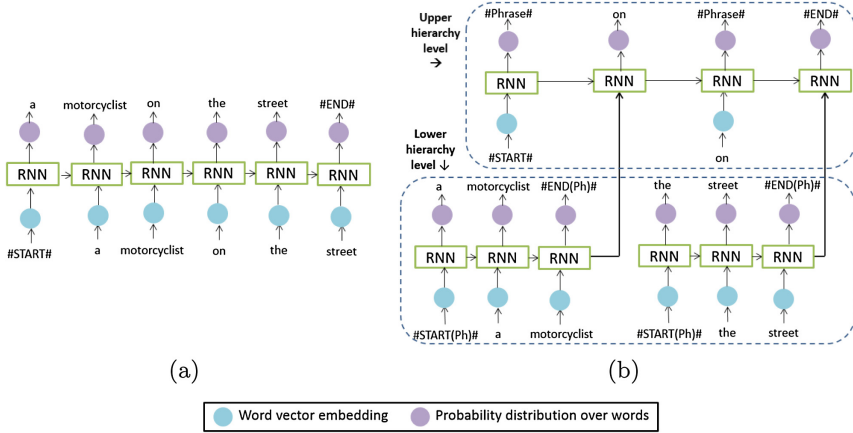 a motorcyclist on the street #END#
RNN RNN RNN RNN RNN RNN
#START# a motorcyclist on the street
(a)
Upper
hierarchy
level
→
#Phrase# on #Phrase# #END#
RNN RNN RNN RNN
#START# on
Lower
hierarchy
level ↓
a motorcyclist #END(Ph)# the street #END(Ph)#
RNN RNN RNN RNN RNN RNN
#START(Ph)# a motorcyclist #START(Ph)# the street
(b)
Word vector embedding Probability distribution over words